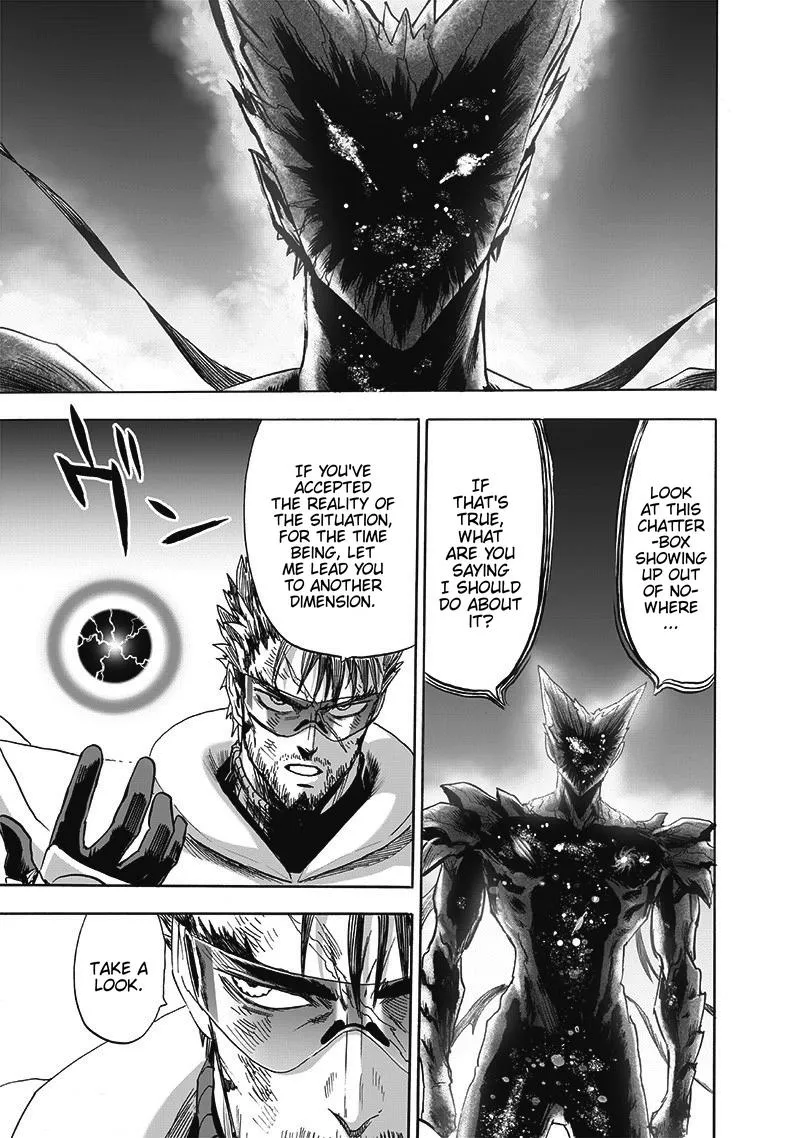 LOOK
AT THIS
CHATTER
-BOX
SHOWING
UP OUT
OF NO-
WHERE
...
IF
THAT'S
TRUE,
WHAT
ARE YOU
SAYING
I SHOULD
DO ABOUT
IT?
IF YOU'VE
ACCEPTED
THE REALITY OF
THE SITUATION,
FOR THE TIME
BEING, LET
ME LEAD YOU
TO ANOTHER
DIMENSION.
ヴン
TAKE A
LOOK.